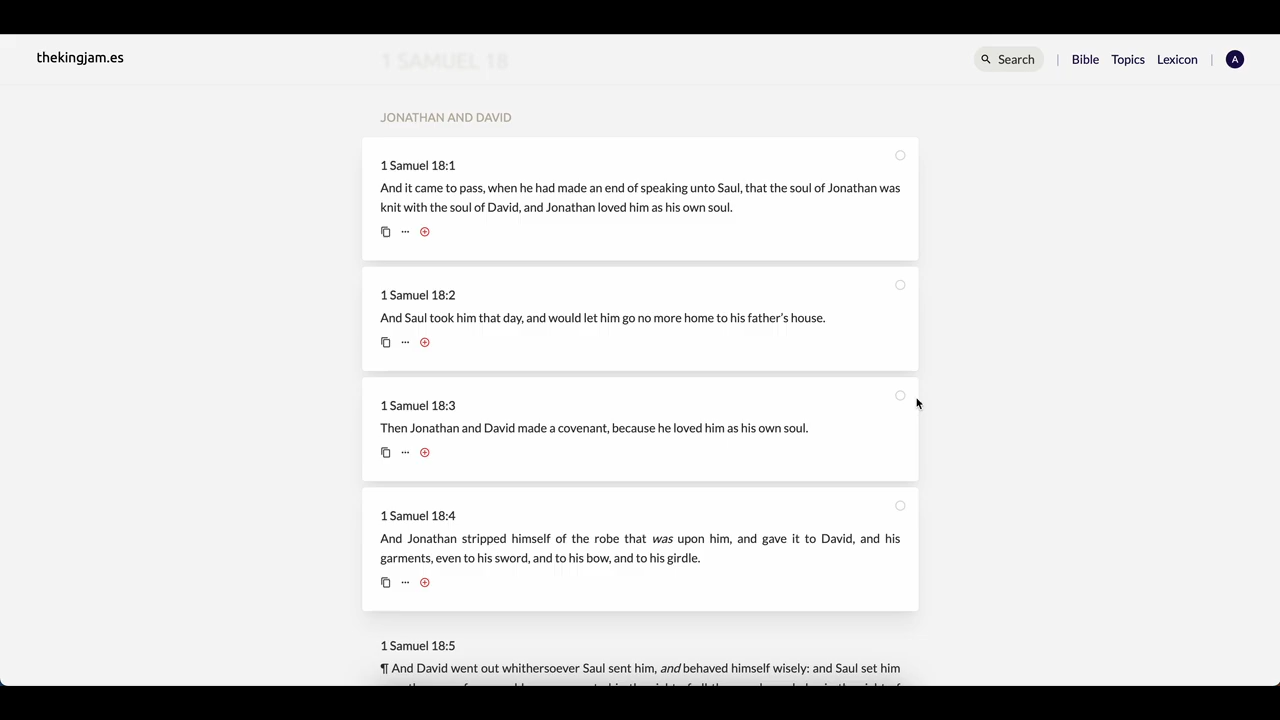 thekingjam.es
1 SAMUEL 18
Search | Bible Topics Lexicon | A
JONATHAN AND DAVID
1 Samuel 18:1
And it came to pass, when he had made an end of speaking unto Saul, that the soul of Jonathan was
knit with the soul of David, and Jonathan loved him as his own soul.
1 Samuel 18:2
And Saul took him that day, and would let him go no more home to his father’s house.
1 Samuel 18:3
Then Jonathan and David made a covenant, because he loved him as his own soul.
1 Samuel 18:4
And Jonathan stripped himself of the robe that was upon him, and gave it to David, and his
garments, even to his sword, and to his bow, and to his girdle.
1 Samuel 18:5
¶ And David went out whithersoever Saul sent him, and behaved himself wisely: and Saul set him